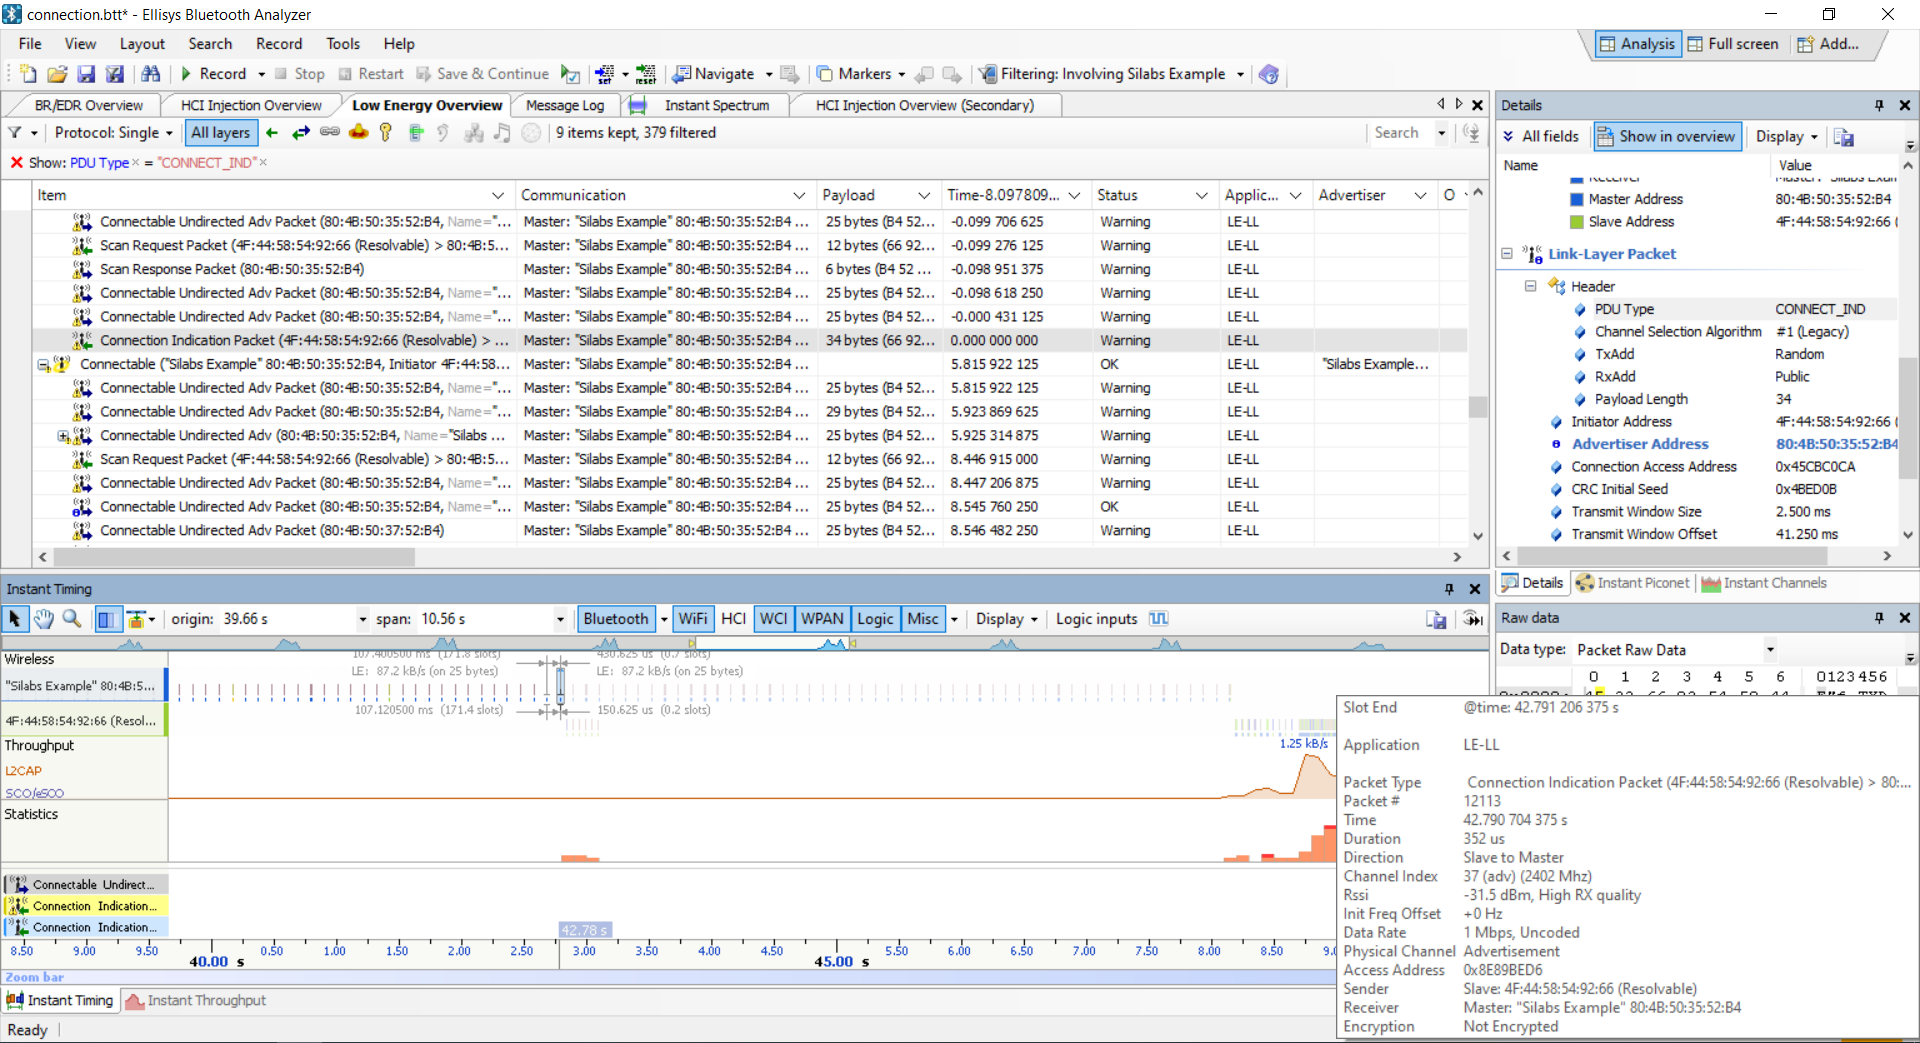 connection.btt* - Ellisys Bluetooth Analyzer
File View Layout Search Record Tools Help
Analysis Full screen Add...
Record Stop Restart Save & Continue set reset Navigate Markers Filtering: Involving Silabs Example
BR/EDR Overview HCI Injection Overview Low Energy Overview Message Log Instant Spectrum HCI Injection Overview (Secondary)
Protocol: Single All layers 9 items kept, 379 filtered Search
Show: PDU Type = "CONNECT_IND"
Item Communication Payload Time-8.097809... Status Applic... Advertiser O
Connectable Undirected Adv Packet (80:4B:50:35:52:B4, Name="... Master: "Silabs Example" 80:4B:50:35:52:B4 ... 25 bytes (B4 52... -0.099 706 625 Warning LE-LL
Scan Request Packet (4F:44:58:54:92:66 (Resolvable) > 80:4B:5... Master: "Silabs Example" 80:4B:50:35:52:B4 ... 12 bytes (66 92... -0.099 276 125 Warning LE-LL
Scan Response Packet (80:4B:50:35:52:B4) Master: "Silabs Example" 80:4B:50:35:52:B4 ... 6 bytes (B4 52 ... -0.098 951 375 Warning LE-LL
Connectable Undirected Adv Packet (80:4B:50:35:52:B4, Name="... Master: "Silabs Example" 80:4B:50:35:52:B4 ... 25 bytes (B4 52... -0.098 618 250 Warning LE-LL
Connectable Undirected Adv Packet (80:4B:50:35:52:B4, Name="... Master: "Silabs Example" 80:4B:50:35:52:B4 ... 25 bytes (B4 52... -0.000 431 125 Warning LE-LL
Connection Indication Packet (4F:44:58:54:92:66 (Resolvable) > ... Master: "Silabs Example" 80:4B:50:35:52:B4 ... 34 bytes (66 92... 0.000 000 000 Warning LE-LL
Connectable ("Silabs Example" 80:4B:50:35:52:B4, Initiator 4F:44:58... 5.815 922 125 OK LE-LL "Silabs Example...
Connectable Undirected Adv Packet (80:4B:50:35:52:B4, Name="... Master: "Silabs Example" 80:4B:50:35:52:B4 ... 25 bytes (B4 52... 5.815 922 125 Warning LE-LL
Connectable Undirected Adv Packet (80:4B:50:35:52:B4, Name="... Master: "Silabs Example" 80:4B:50:35:52:B4 ... 29 bytes (B4 52... 5.923 869 625 Warning LE-LL
Connectable Undirected Adv (80:4B:50:35:52:B4, Name="Silabs ... Master: "Silabs Example" 80:4B:50:35:52:B4 ... 25 bytes (B4 52... 5.925 314 875 Warning LE-LL
Scan Request Packet (4F:44:58:54:92:66 (Resolvable) > 80:4B:5... Master: "Silabs Example" 80:4B:50:35:52:B4 ... 12 bytes (66 92... 8.446 915 000 Warning LE-LL
Connectable Undirected Adv Packet (80:4B:50:35:52:B4, Name="... Master: "Silabs Example" 80:4B:50:35:52:B4 ... 25 bytes (B4 52... 8.447 206 875 Warning LE-LL
Connectable Undirected Adv Packet (80:4B:50:35:52:B4, Name="... Master: "Silabs Example" 80:4B:50:35:52:B4 ... 25 bytes (B4 52... 8.545 760 250 OK LE-LL
Connectable Undirected Adv Packet (80:4B:50:37:52:B4) Master: "Silabs Example" 80:4B:50:35:52:B4 ... 25 bytes (B4 52... 8.546 482 250 Warning LE-LL
Details
All fields Show in overview Display
Name Value
Receiver Master: "Silabs Exan
Master Address 80:4B:50:35:52:B4
Slave Address 4F:44:58:54:92:66 (
Link-Layer Packet
Header
PDU Type CONNECT_IND
Channel Selection Algorithm #1 (Legacy)
TxAdd Random
RxAdd Public
Payload Length 34
Initiator Address 4F:44:58:54:92:66 (
Advertiser Address 80:4B:50:35:52:B4
Connection Access Address 0x45CBC0CA
CRC Initial Seed 0x4BED0B
Transmit Window Size 2.500 ms
Transmit Window Offset 41.250 ms
Details Instant Piconet Instant Channels
Raw data
Data type: Packet Raw Data
0 1 2 3 4 5 6 0123456
Instant Timing
origin: 39.66 s span: 10.56 s Bluetooth WiFi HCI WCI WPAN Logic Misc Display Logic inputs
Wireless
107.400500 ms (171.8 slots) 430.625 us (0.7 slots)
LE: 87.2 kB/s (on 25 bytes) LE: 87.2 kB/s (on 25 bytes)
"Silabs Example" 80:4B:5...
107.120500 ms (171.4 slots) 150.625 us (0.2 slots)
4F:44:58:54:92:66 (Resol...
Throughput
1.25 kB/s
L2CAP
SCO/eSCO
Statistics
Connectable Undirect...
Connection Indication...
Connection Indication...
42.78 s
8.50 9.00 9.50 0.50 1.00 1.50 2.00 2.50 3.00 3.50 4.00 4.50 5.50 6.00 6.50 7.00 7.50 8.00 8.50 9.0
40.00 s 45.00 s
Zoom bar
Instant Timing Instant Throughput
Ready
Slot End @time: 42.791 206 375 s
Application LE-LL
Packet Type Connection Indication Packet (4F:44:58:54:92:66 (Resolvable) > 80:...
Packet # 12113
Time 42.790 704 375 s
Duration 352 us
Direction Slave to Master
Channel Index 37 (adv) (2402 Mhz)
Rssi -31.5 dBm, High RX quality
Init Freq Offset +0 Hz
Data Rate 1 Mbps, Uncoded
Physical Channel Advertisement
Access Address 0x8E89BED6
Sender Slave: 4F:44:58:54:92:66 (Resolvable)
Receiver Master: "Silabs Example" 80:4B:50:35:52:B4
Encryption Not Encrypted